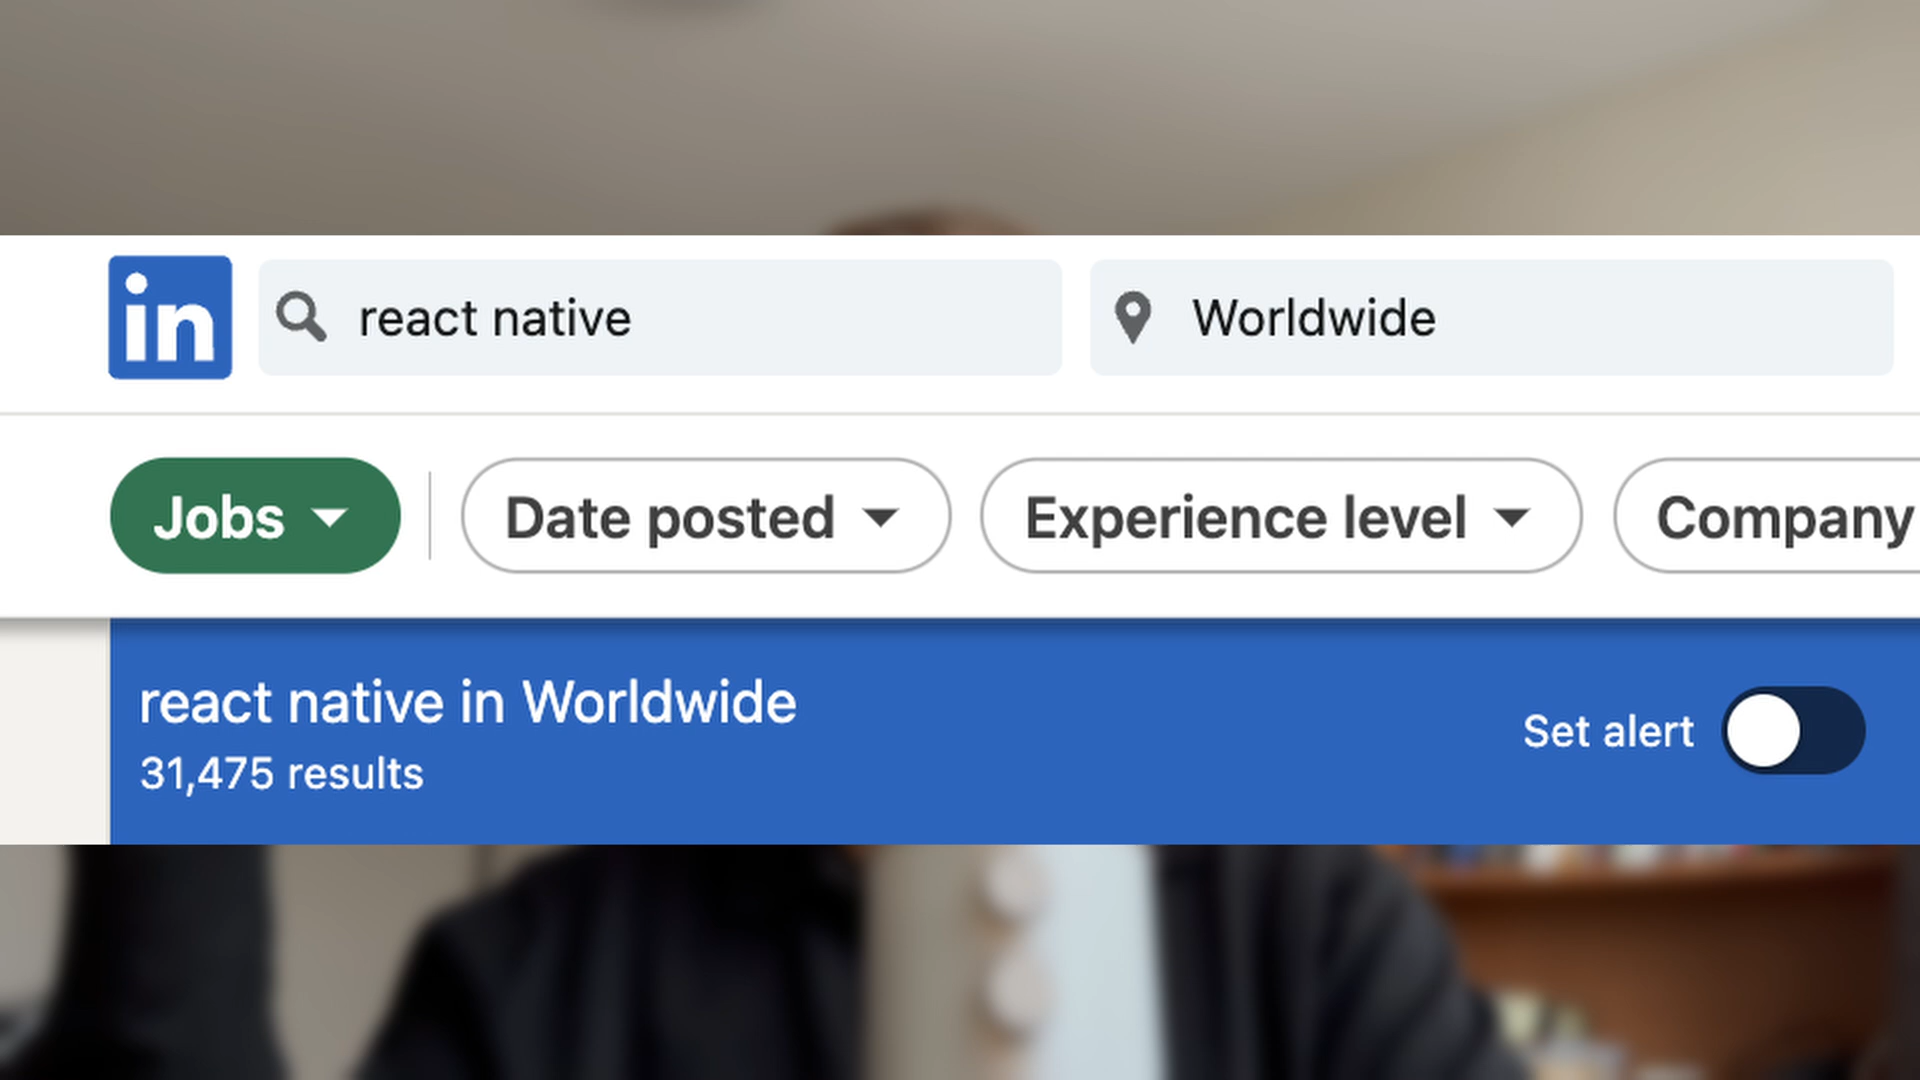 in
react native
Worldwide
Jobs
Date posted
Experience level
Company
react native in Worldwide
31,475 results
Set alert